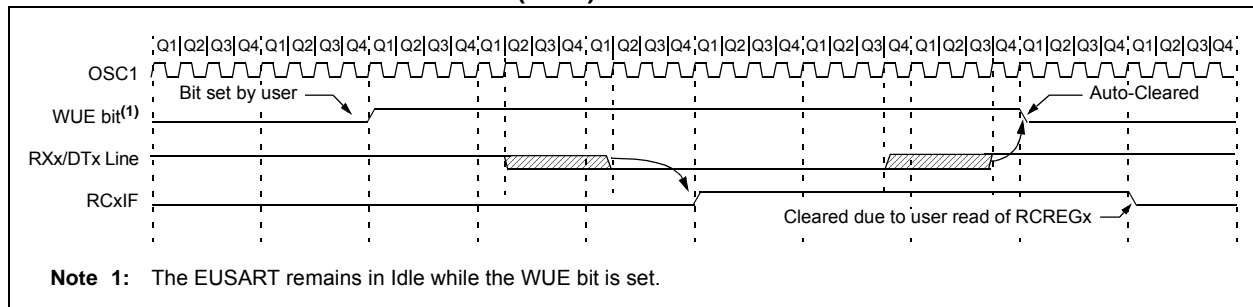 Q1 Q2 Q3 Q4 Q1 Q2 Q3 Q4 Q1 Q2 Q3 Q4 Q1 Q2 Q3 Q4 Q1 Q2 Q3 Q4 Q1 Q2 Q3 Q4 Q1 Q2 Q3 Q4 Q1 Q2 Q3 Q4 Q1 Q2 Q3 Q4 Q1 Q2 Q3 Q4
OSC1
Bit set by user
Auto-Cleared
WUE bit(1)
RXx/DTx Line
RCxIF
Cleared due to user read of RCREGx
Note 1: The EUSART remains in Idle while the WUE bit is set.